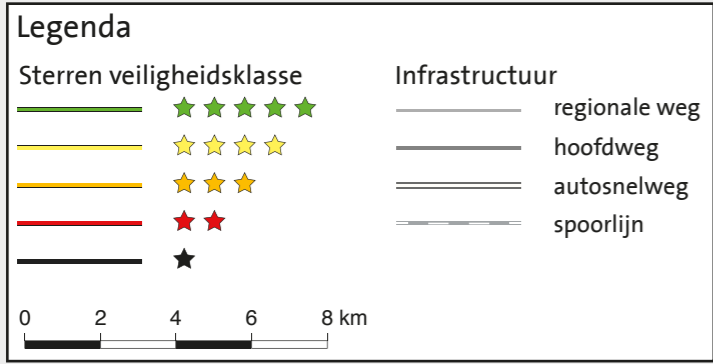 Legenda
Sterren veiligheidsklasse
Infrastructuur
regionale weg
hoofdweg
autosnelweg
spoorlijn
0 2 4 6 8 km